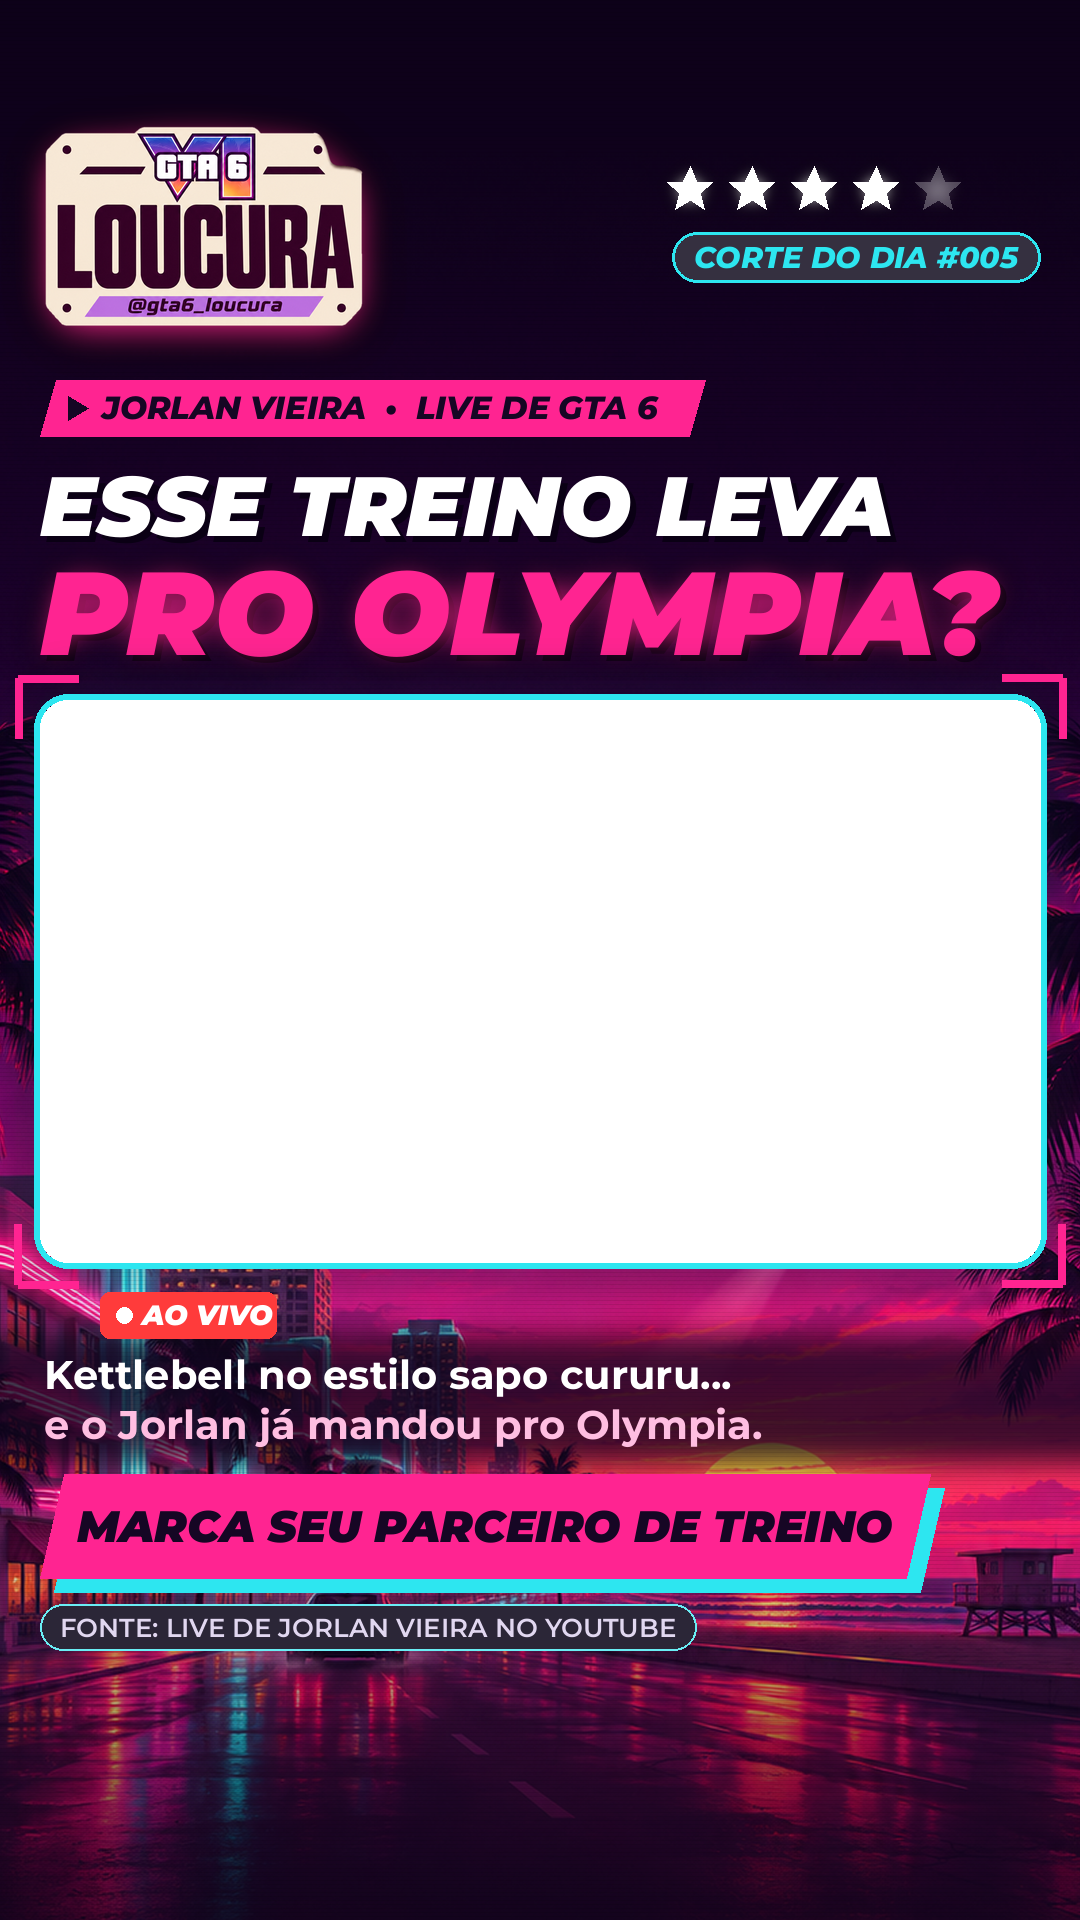 GTA 6
LOUCURA
@gta6_loucura
CORTE DO DIA #005
JORLAN VIEIRA • LIVE DE GTA 6
ESSE TREINO LEVA
PRO OLYMPIA?
AO VIVO
Kettlebell no estilo sapo cururu...
e o Jorlan já mandou pro Olympia.
MARCA SEU PARCEIRO DE TREINO
FONTE: LIVE DE JORLAN VIEIRA NO YOUTUBE